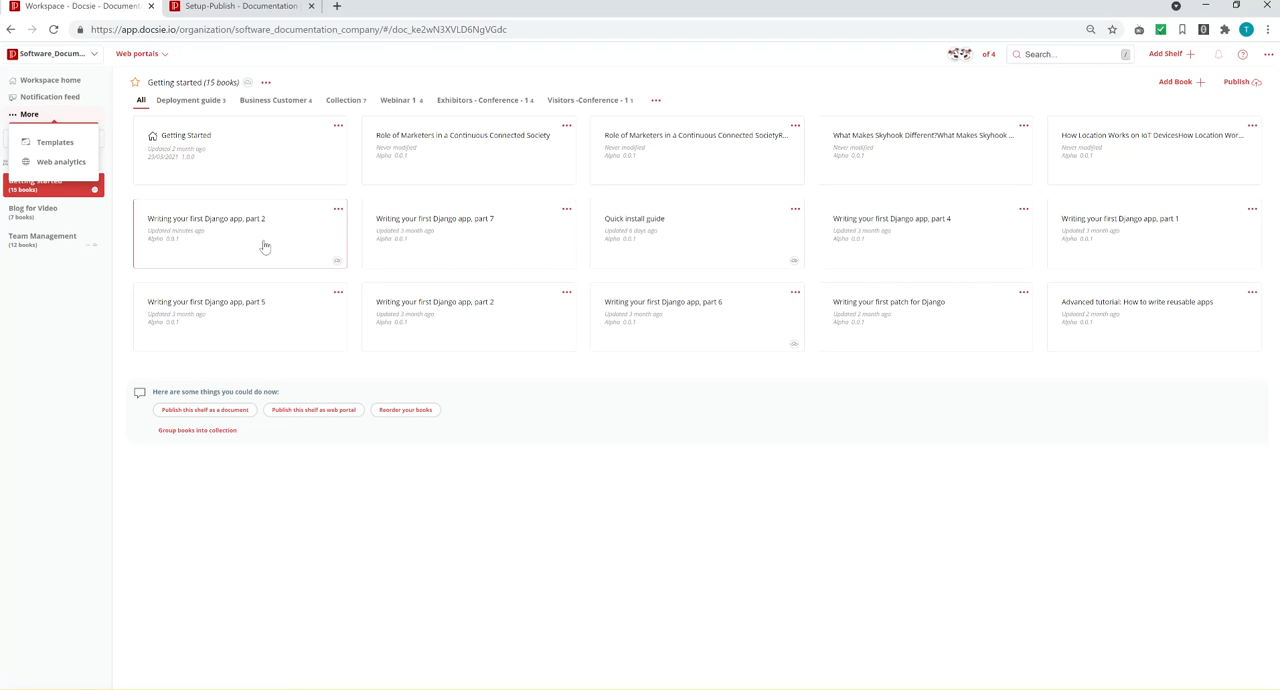 Workspace - Docsie - Documenta
Setup-Publish - Documentation
https://app.docsie.io/organization/software_documentation_company/#/doc_ke2wN3XVLD6NgVGdc
Software_Docum...
Web portals
of 4
Search...
/
Add Shelf
Workspace home
Notification feed
More
Templates
Web analytics
(15 books)
Blog for Video
(7 books)
Team Management
(12 books)
Getting started (15 books)
Add Book
Publish
All
Deployment guide 3
Business Customer 4
Collection 7
Webinar 1 4
Exhibitors - Conference - 1 4
Visitors -Conference - 1 1
Getting Started
Updated 2 month ago
23/03/2021 1.0.0
Role of Marketers in a Continuous Connected Society
Never modified
Alpha 0.0.1
Role of Marketers in a Continuous Connected SocietyR...
Never modified
Alpha 0.0.1
What Makes Skyhook Different?What Makes Skyhook ...
Never modified
Alpha 0.0.1
How Location Works on IoT DevicesHow Location Wor...
Never modified
Alpha 0.0.1
Writing your first Django app, part 2
Updated minutes ago
Alpha 0.0.1
Writing your first Django app, part 7
Updated 3 month ago
Alpha 0.0.1
Quick install guide
Updated 6 days ago
Alpha 0.0.1
Writing your first Django app, part 4
Updated 3 month ago
Alpha 0.0.1
Writing your first Django app, part 1
Updated 3 month ago
Alpha 0.0.1
Writing your first Django app, part 5
Updated 3 month ago
Alpha 0.0.1
Writing your first Django app, part 2
Updated 3 month ago
Alpha 0.0.1
Writing your first Django app, part 6
Updated 3 month ago
Alpha 0.0.1
Writing your first patch for Django
Updated 2 month ago
Alpha 0.0.1
Advanced tutorial: How to write reusable apps
Updated 2 month ago
Alpha 0.0.1
Here are some things you could do now:
Publish this shelf as a document
Publish this shelf as web portal
Reorder your books
Group books into collection